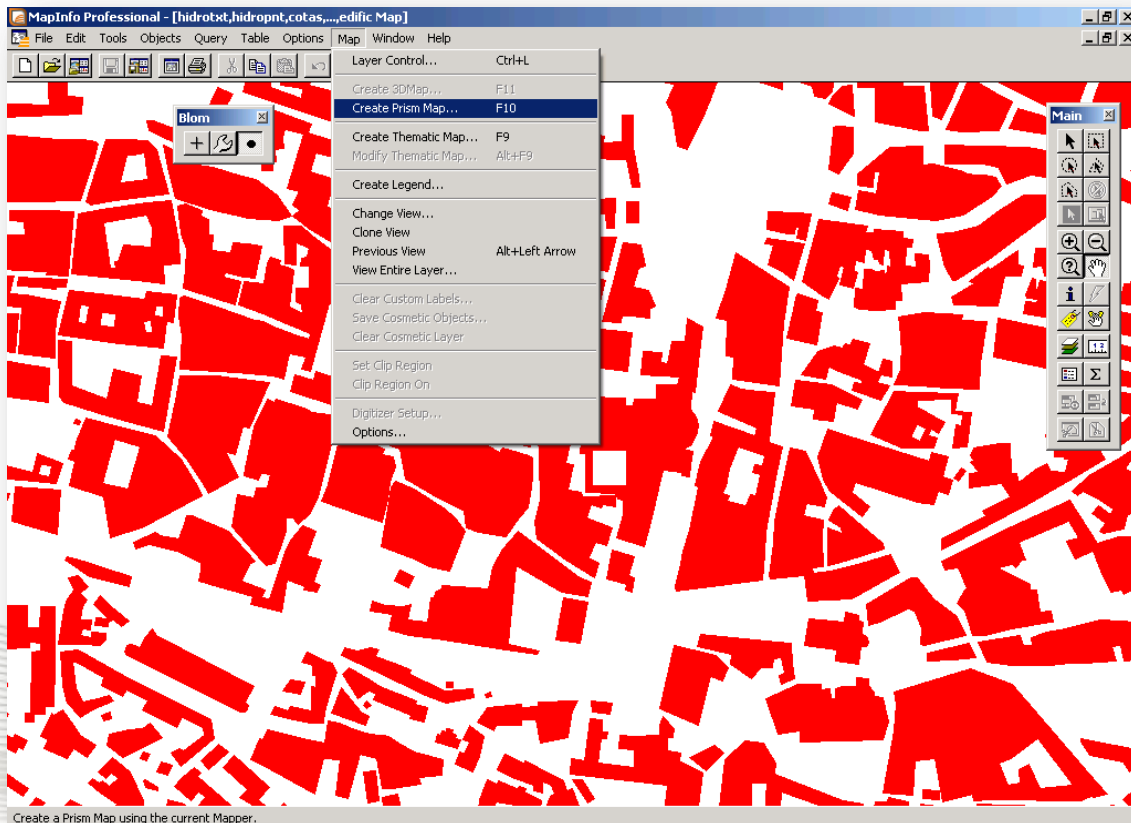 MapInfo Professional - [hidrotxt,hidropnt,cotas,...,edific Map]
File Edit Tools Objects Query Table Options Map Window Help
Layer Control... Ctrl+L
Create 3DMap... F11
Create Prism Map... F10
Create Thematic Map... F9
Modify Thematic Map... Alt+F9
Create Legend...
Change View...
Clone View
Previous View Alt+Left Arrow
View Entire Layer...
Clear Custom Labels...
Save Cosmetic Objects...
Clear Cosmetic Layer
Set Clip Region
Clip Region On
Digitizer Setup...
Options...
Blom
Main
Create a Prism Map using the current Mapper.